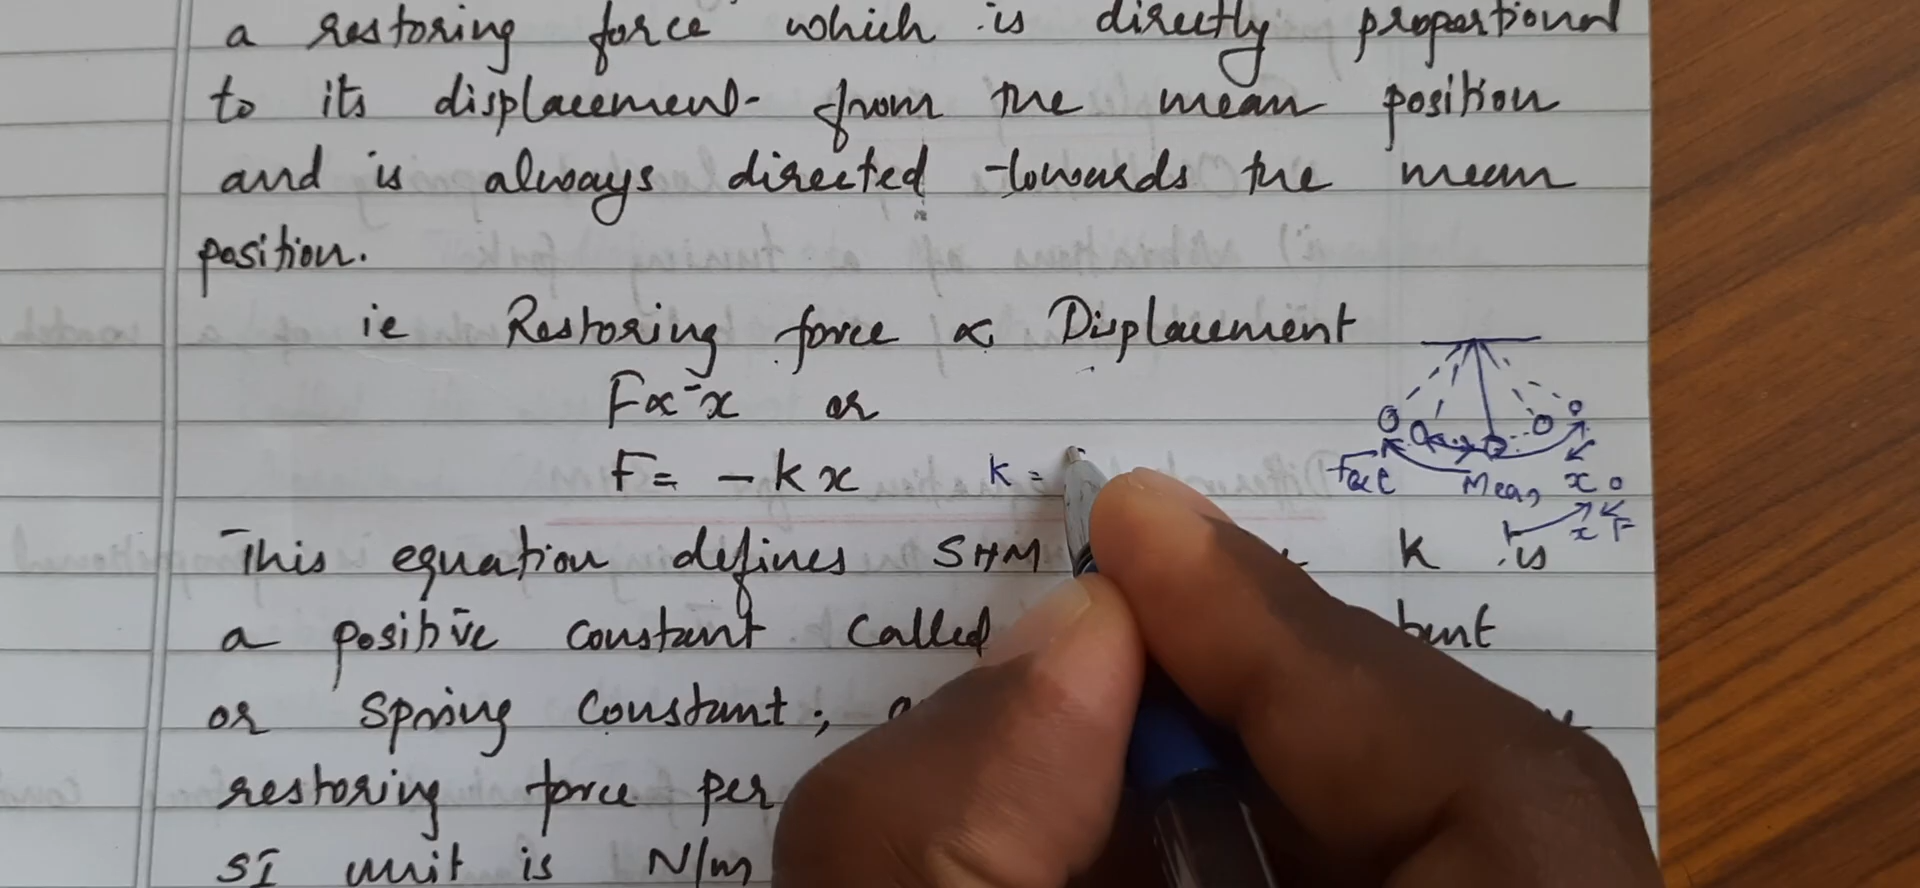 a restoring force which is directly proportional
to its displacement from the mean position
and is always directed towards the mean
position.
ie Restoring force ∝ Displacement
F∝ -x or
F = - k x k =
Mean x
x F
This equation defines SHM k is
a positive constant called
or spring constant;
restoring force per
SI unit is N/m